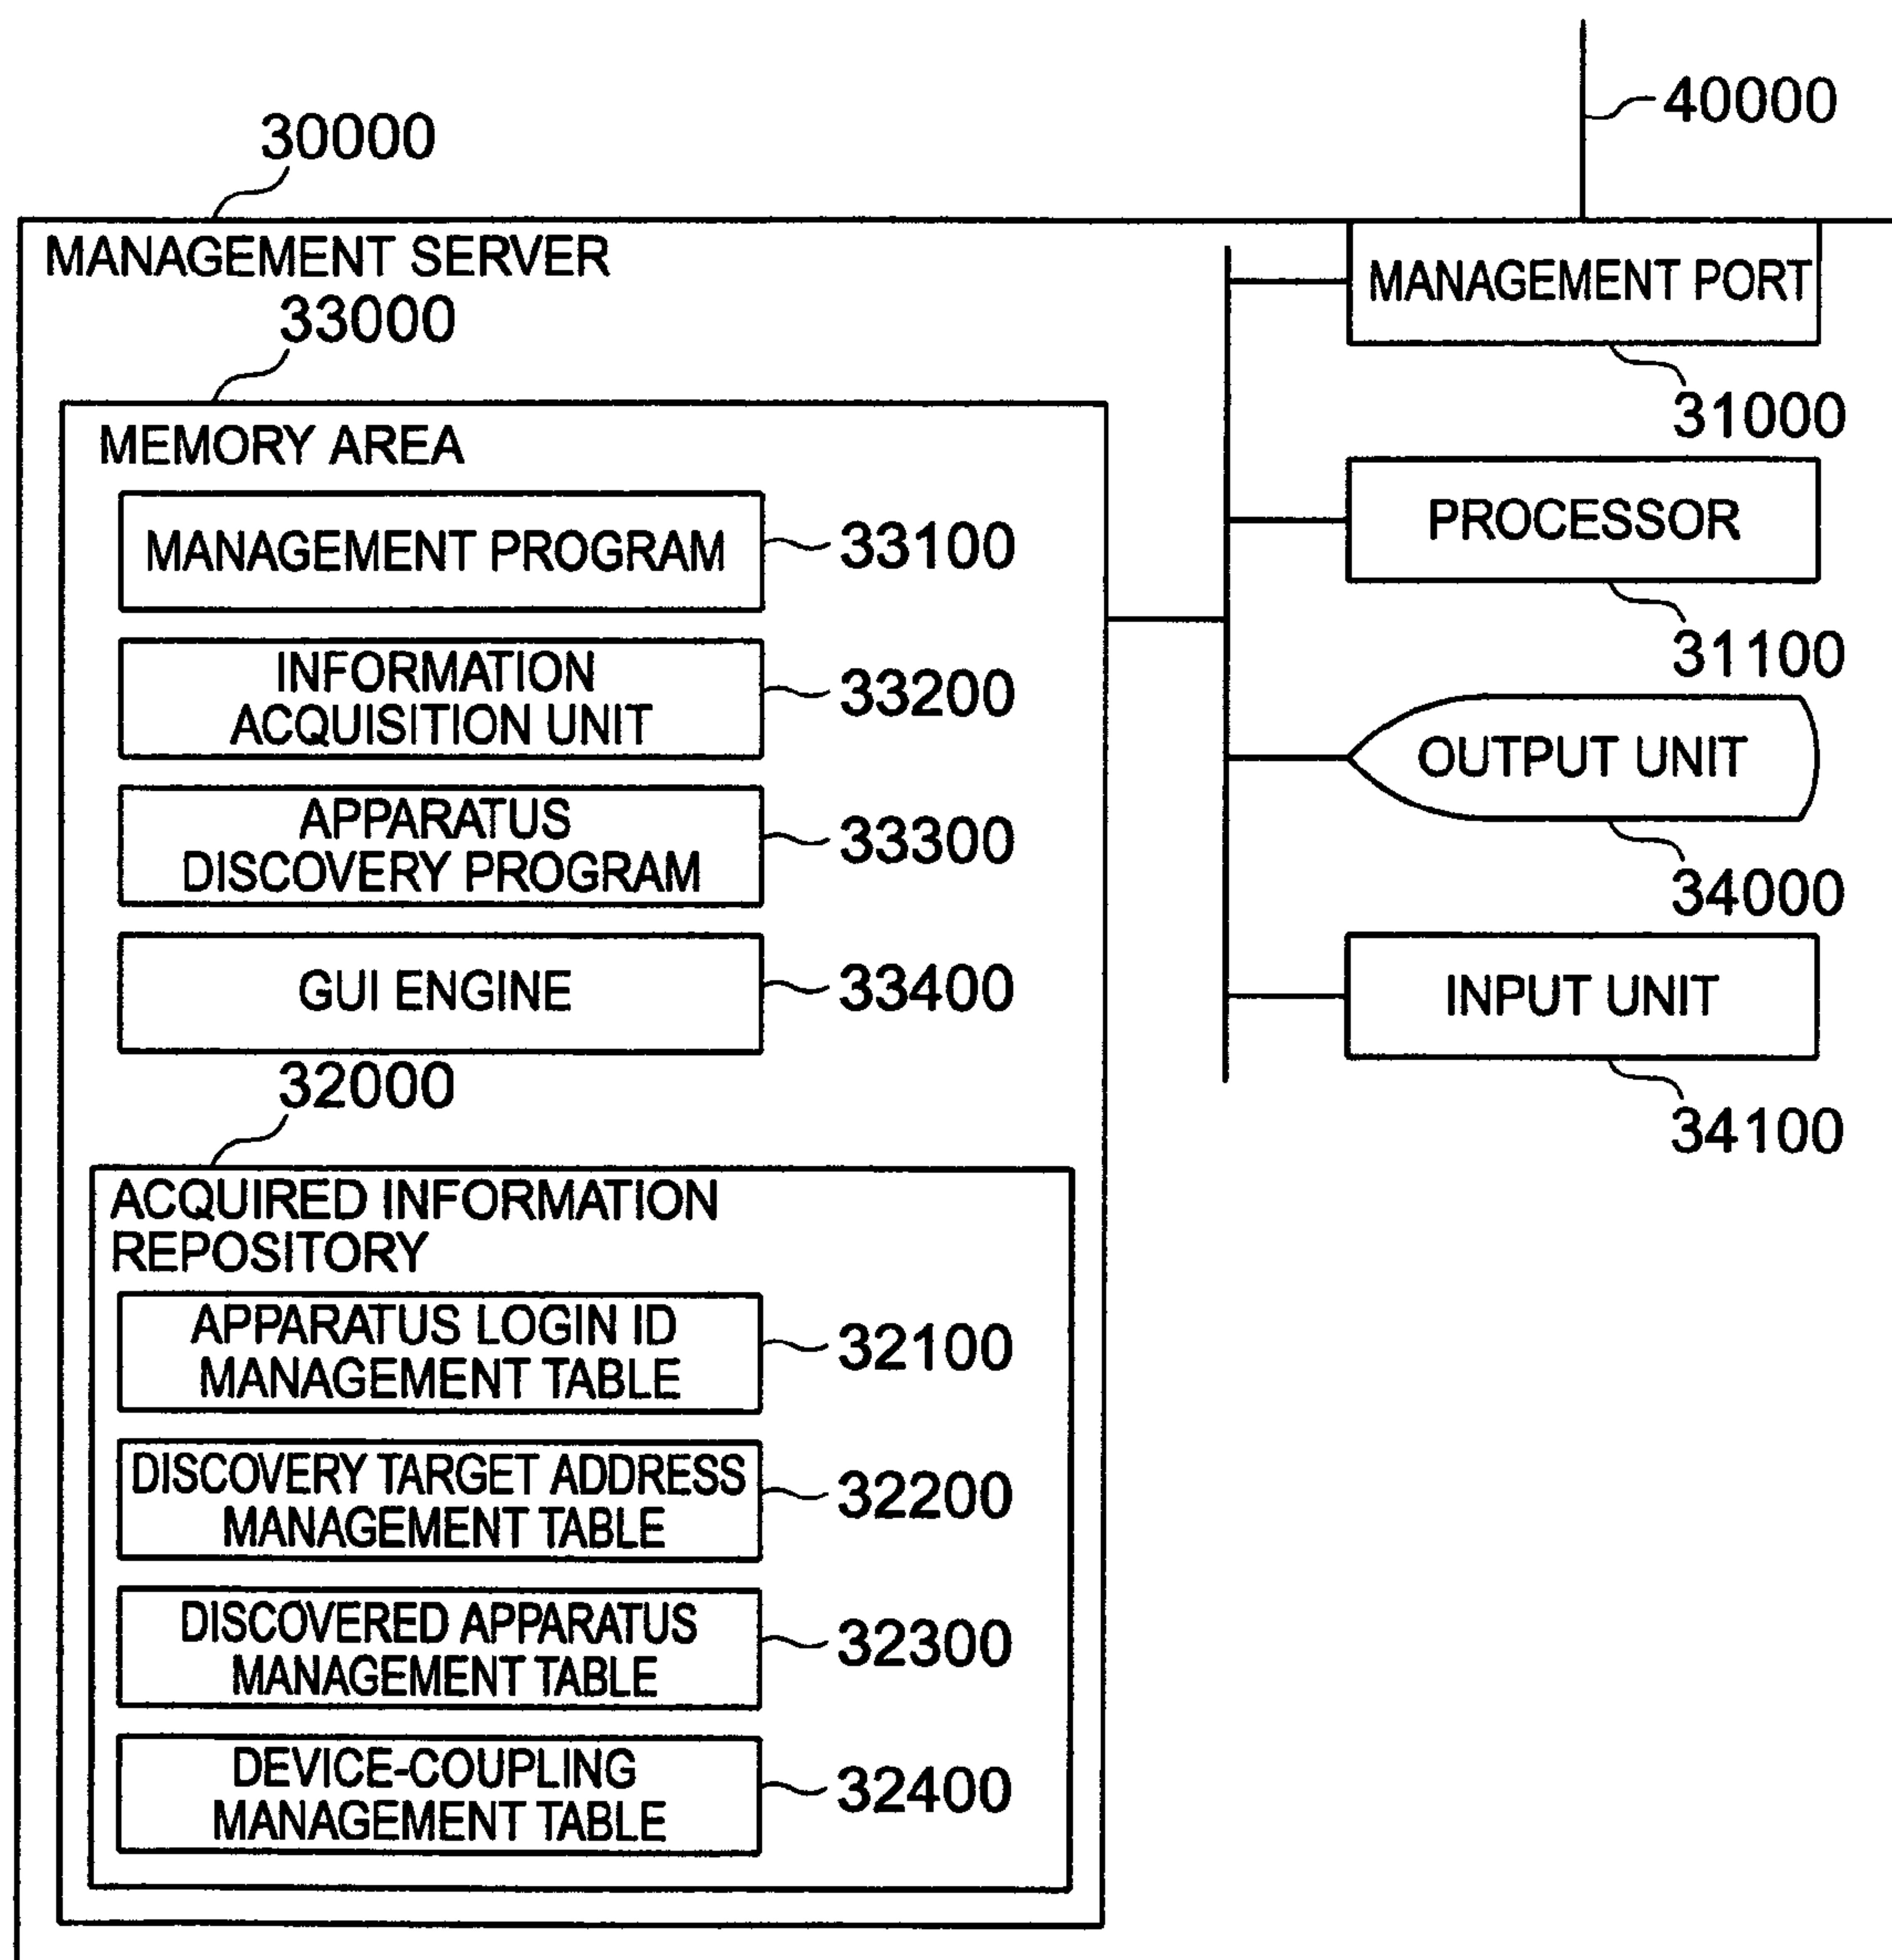 40000
30000
MANAGEMENT SERVER
33000
MEMORY AREA
MANAGEMENT PROGRAM
33100
INFORMATION
ACQUISITION UNIT
33200
APPARATUS
DISCOVERY PROGRAM
33300
GUI ENGINE
33400
32000
ACQUIRED INFORMATION
REPOSITORY
APPARATUS LOGIN ID
MANAGEMENT TABLE
32100
DISCOVERY TARGET ADDRESS
MANAGEMENT TABLE
32200
DISCOVERED APPARATUS
MANAGEMENT TABLE
32300
DEVICE-COUPLING
MANAGEMENT TABLE
32400
MANAGEMENT PORT
31000
PROCESSOR
31100
OUTPUT UNIT
34000
INPUT UNIT
34100